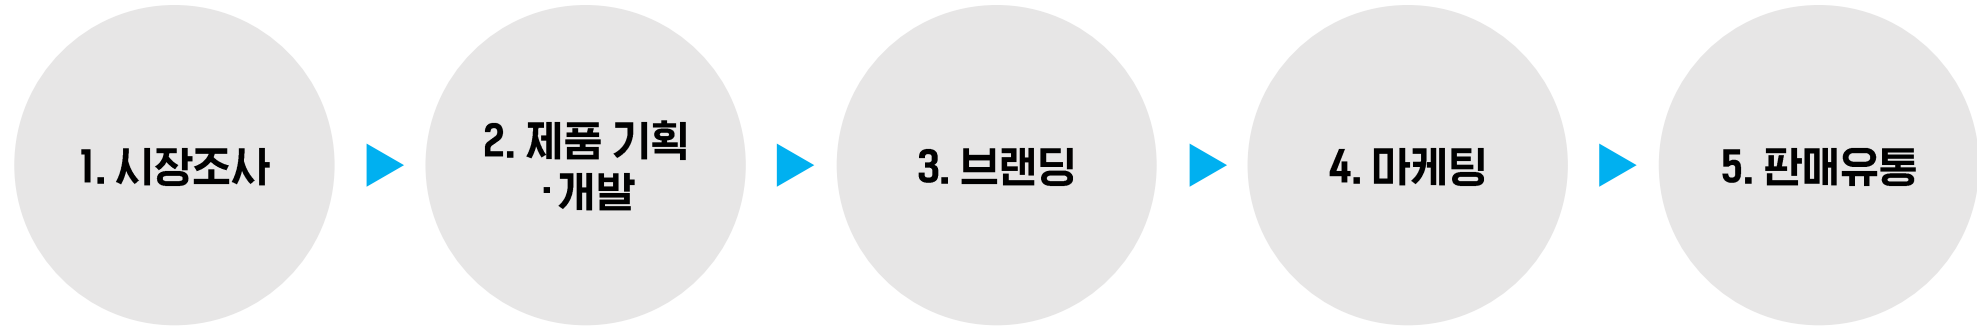 1. 시장조사
2. 제품 기획
·개발
3. 브랜딩
4. 마케팅
5. 판매유통